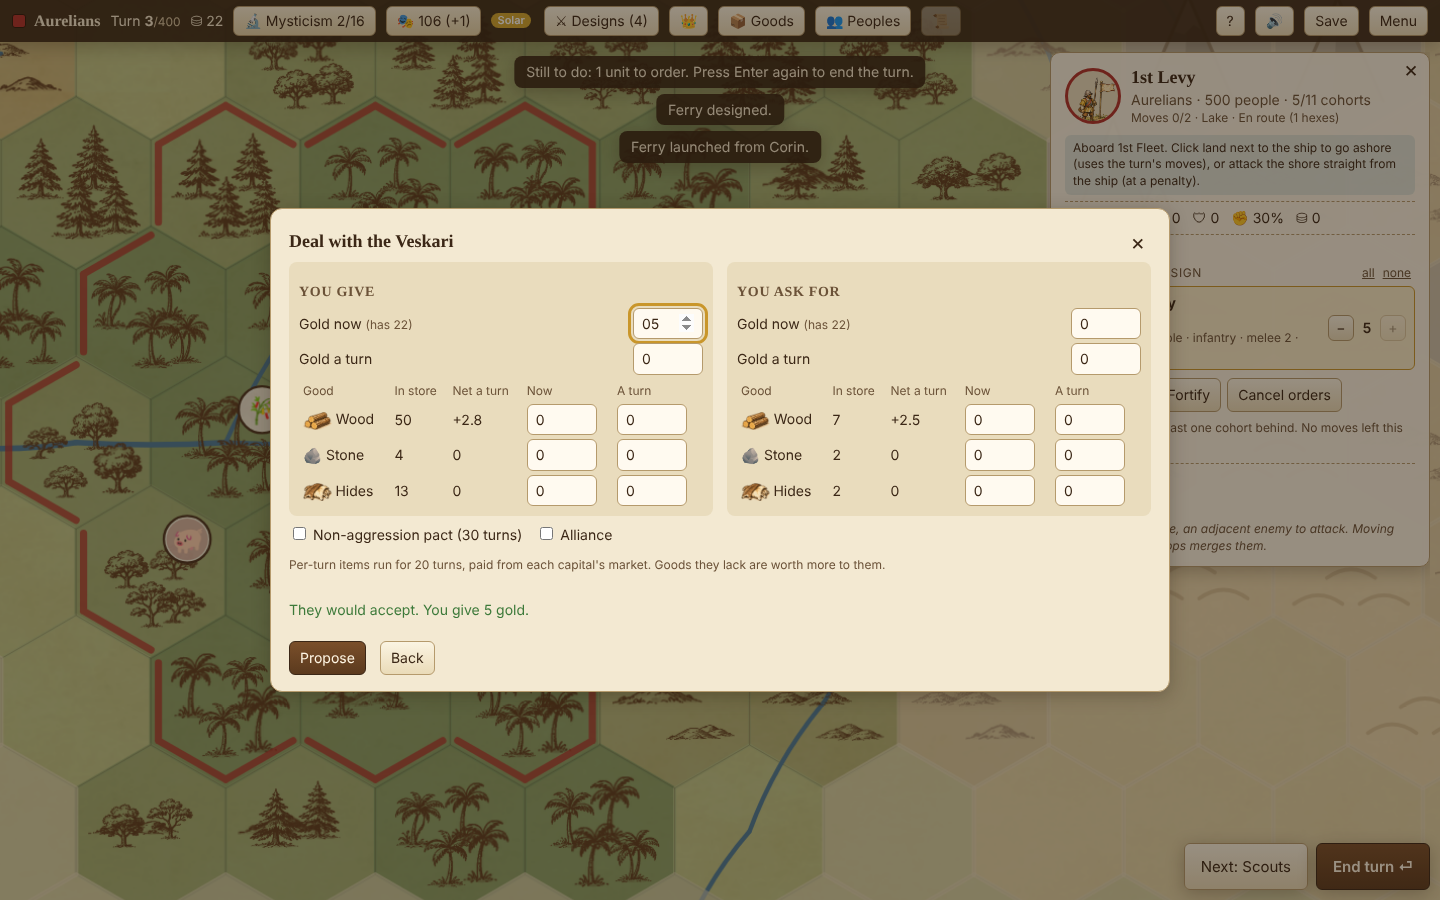 Aurelians Turn 3/400 22 Mysticism 2/16 106 (+1) Solar Designs (4) Goods Peoples ? Save Menu
Still to do: 1 unit to order. Press Enter again to end the turn.
Ferry designed.
Ferry launched from Corin.
1st Levy
Aurelians · 500 people · 5/11 cohorts
Moves 0/2 · Lake · En route (1 hexes)
Aboard 1st Fleet. Click land next to the ship to go ashore
(uses the turn's moves), or attack the shore straight from
the ship (at a penalty).
0 0 30% 0
SIGN all none
y
ple · infantry · melee 2 ·
− 5 +
Fortify Cancel orders
ast one cohort behind. No moves left this
e, an adjacent enemy to attack. Moving
ops merges them.
Deal with the Veskari
YOU GIVE
Gold now (has 22) 05
Gold a turn 0
Good In store Net a turn Now A turn
Wood 50 +2.8 0 0
Stone 4 0 0 0
Hides 13 0 0 0
YOU ASK FOR
Gold now (has 22) 0
Gold a turn 0
Good In store Net a turn Now A turn
Wood 7 +2.5 0 0
Stone 2 0 0 0
Hides 2 0 0 0
Non-aggression pact (30 turns) Alliance
Per-turn items run for 20 turns, paid from each capital's market. Goods they lack are worth more to them.
They would accept. You give 5 gold.
Propose Back
Next: Scouts End turn